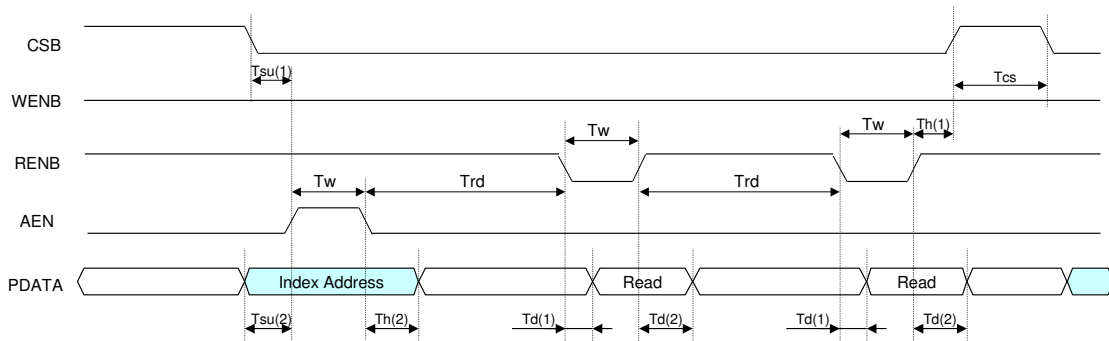 CSB
Tsu(1)
Tcs
WENB
Tw
Tw
Th(1)
RENB
Tw
Trd
Trd
AEN
PDATA
Index Address
Read
Read
Tsu(2)
Th(2)
Td(1)
Td(2)
Td(1)
Td(2)